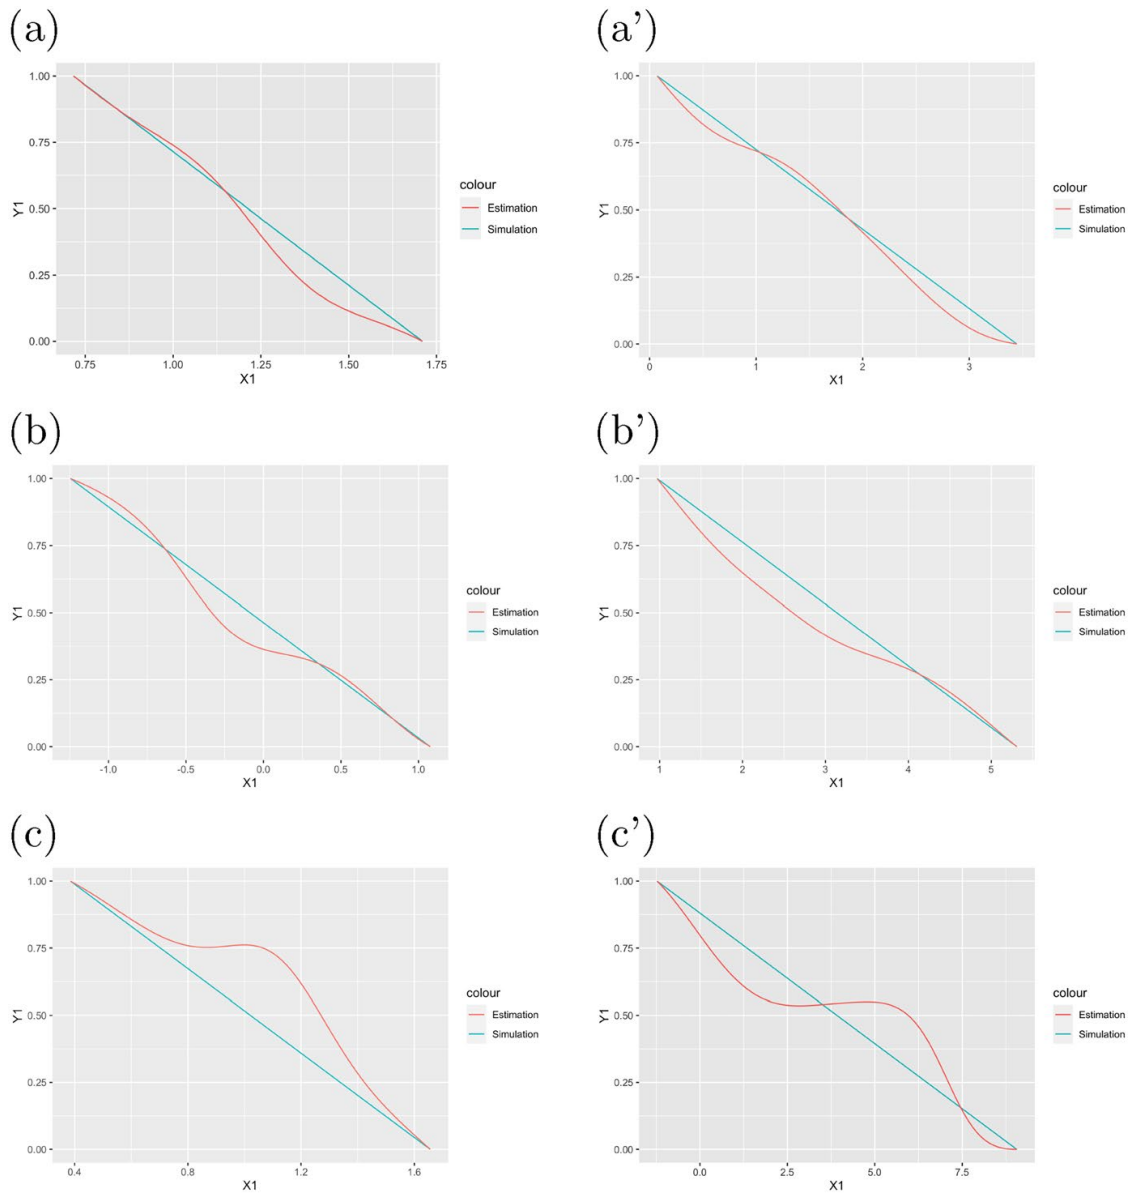 (a)
1.00
0.75
0.50
0.25
0.00
Y1
0.75 1.00 1.25 1.50 1.75
X1
colour
Estimation
Simulation
(a')
1.00
0.75
0.50
0.25
0.00
Y1
0 1 2 3
X1
colour
Estimation
Simulation
(b)
1.00
0.75
0.50
0.25
0.00
Y1
-1.0 -0.5 0.0 0.5 1.0
X1
colour
Estimation
Simulation
(b')
1.00
0.75
0.50
0.25
0.00
Y1
1 2 3 4 5
X1
colour
Estimation
Simulation
(c)
1.00
0.75
0.50
0.25
0.00
Y1
0.4 0.8 1.2 1.6
X1
colour
Estimation
Simulation
(c')
1.00
0.75
0.50
0.25
0.00
Y1
0.0 2.5 5.0 7.5
X1
colour
Estimation
Simulation